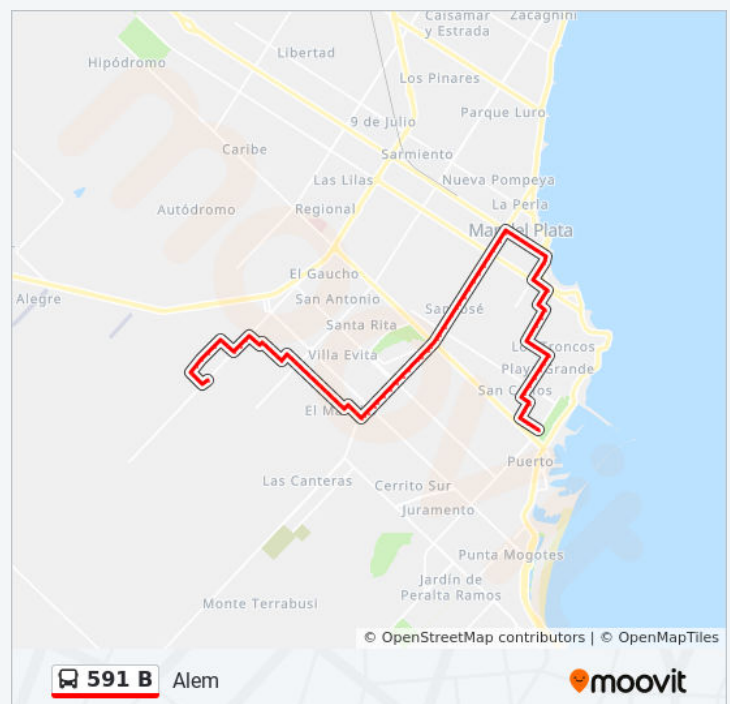 Caisamar
y Estrada
Zacagnini
Libertad
Hipódromo
Los Pinares
Parque Luro
9 de Julio
Caribe
Sarmiento
Las Lilas
Nueva Pompeya
Autódromo
Regional
La Perla
Mar del Plata
El Gaucho
Alegre
San Antonio
San José
Santa Rita
Villa Evita
Los Troncos
Playa Grande
San Carlos
El Ma
Puerto
Las Canteras
Cerrito Sur
Juramento
Punta Mogotes
Jardín de
Peralta Ramos
Monte Terrabusi
moovit
© OpenStreetMap contributors | © OpenMapTiles
591 B
Alem
moovit